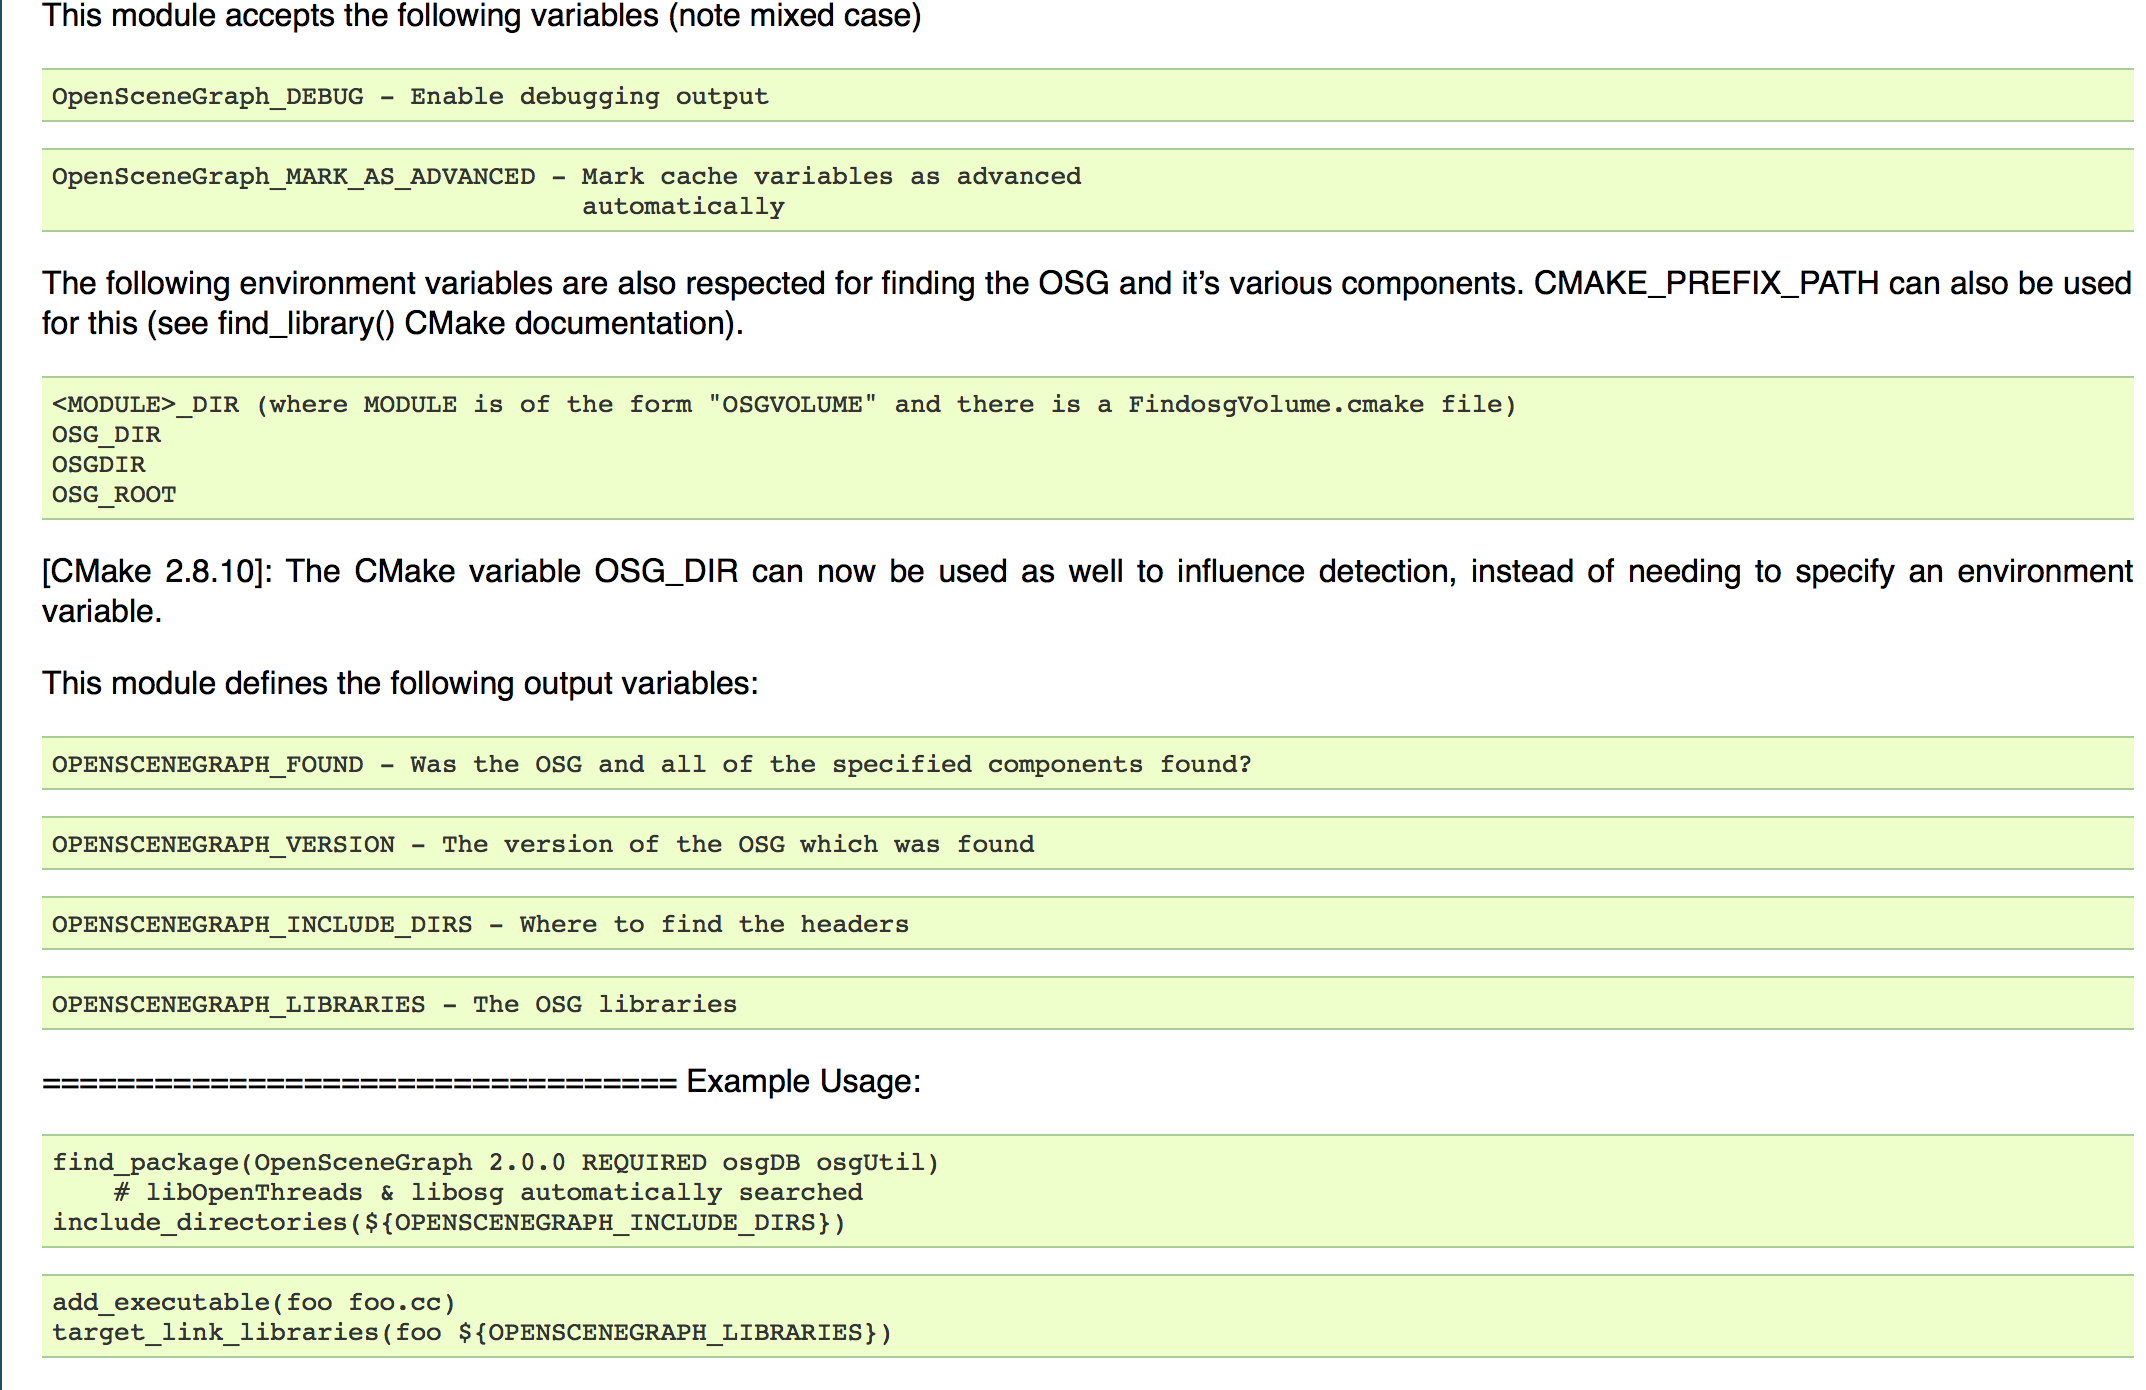 This module accepts the following variables (note mixed case)
OpenSceneGraph_DEBUG - Enable debugging output
OpenSceneGraph_MARK_AS_ADVANCED - Mark cache variables as advanced
automatically
The following environment variables are also respected for finding the OSG and it’s various components. CMAKE_PREFIX_PATH can also be used
for this (see find_library() CMake documentation).
<MODULE>_DIR (where MODULE is of the form "OSGVOLUME" and there is a FindosgVolume.cmake file)
OSG_DIR
OSGDIR
OSG_ROOT
[CMake 2.8.10]: The CMake variable OSG_DIR can now be used as well to influence detection, instead of needing to specify an environment
variable.
This module defines the following output variables:
OPENSCENEGRAPH_FOUND - Was the OSG and all of the specified components found?
OPENSCENEGRAPH_VERSION - The version of the OSG which was found
OPENSCENEGRAPH_INCLUDE_DIRS - Where to find the headers
OPENSCENEGRAPH_LIBRARIES - The OSG libraries
================================== Example Usage:
find_package(OpenSceneGraph 2.0.0 REQUIRED osgDB osgUtil)
# libOpenThreads & libosg automatically searched
include_directories(${OPENSCENEGRAPH_INCLUDE_DIRS})
add_executable(foo foo.cc)
target_link_libraries(foo ${OPENSCENEGRAPH_LIBRARIES})